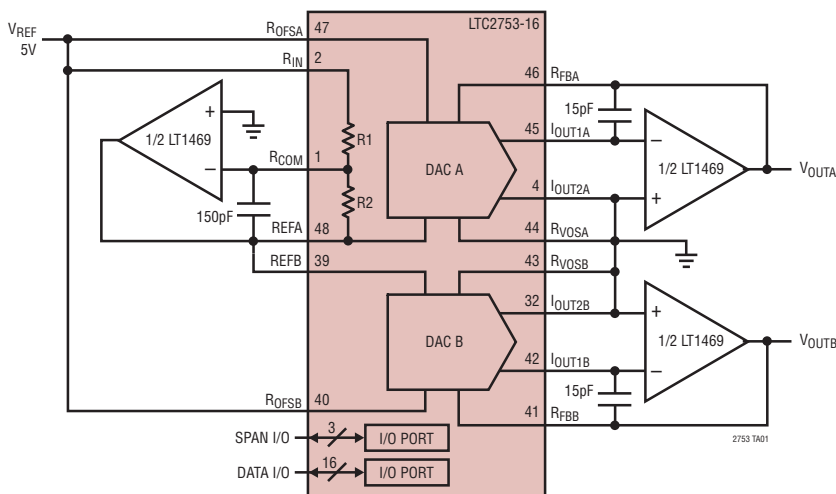 LTC2753-16
VREF
5V
ROFSA 47
RIN 2
46 RFBA
15pF
+
1/2 LT1469
−
R1
45 IOUT1A
−
1/2 LT1469
+
VOUTA
RCOM 1
DAC A
4 IOUT2A
150pF
R2
REFA 48
44 RVOSA
REFB 39
43 RVOSB
32 IOUT2B
+
1/2 LT1469
−
VOUTB
DAC B
42 IOUT1B
15pF
ROFSB 40
41 RFBB
SPAN I/O 3 I/O PORT
DATA I/O 16 I/O PORT
2753 TA01